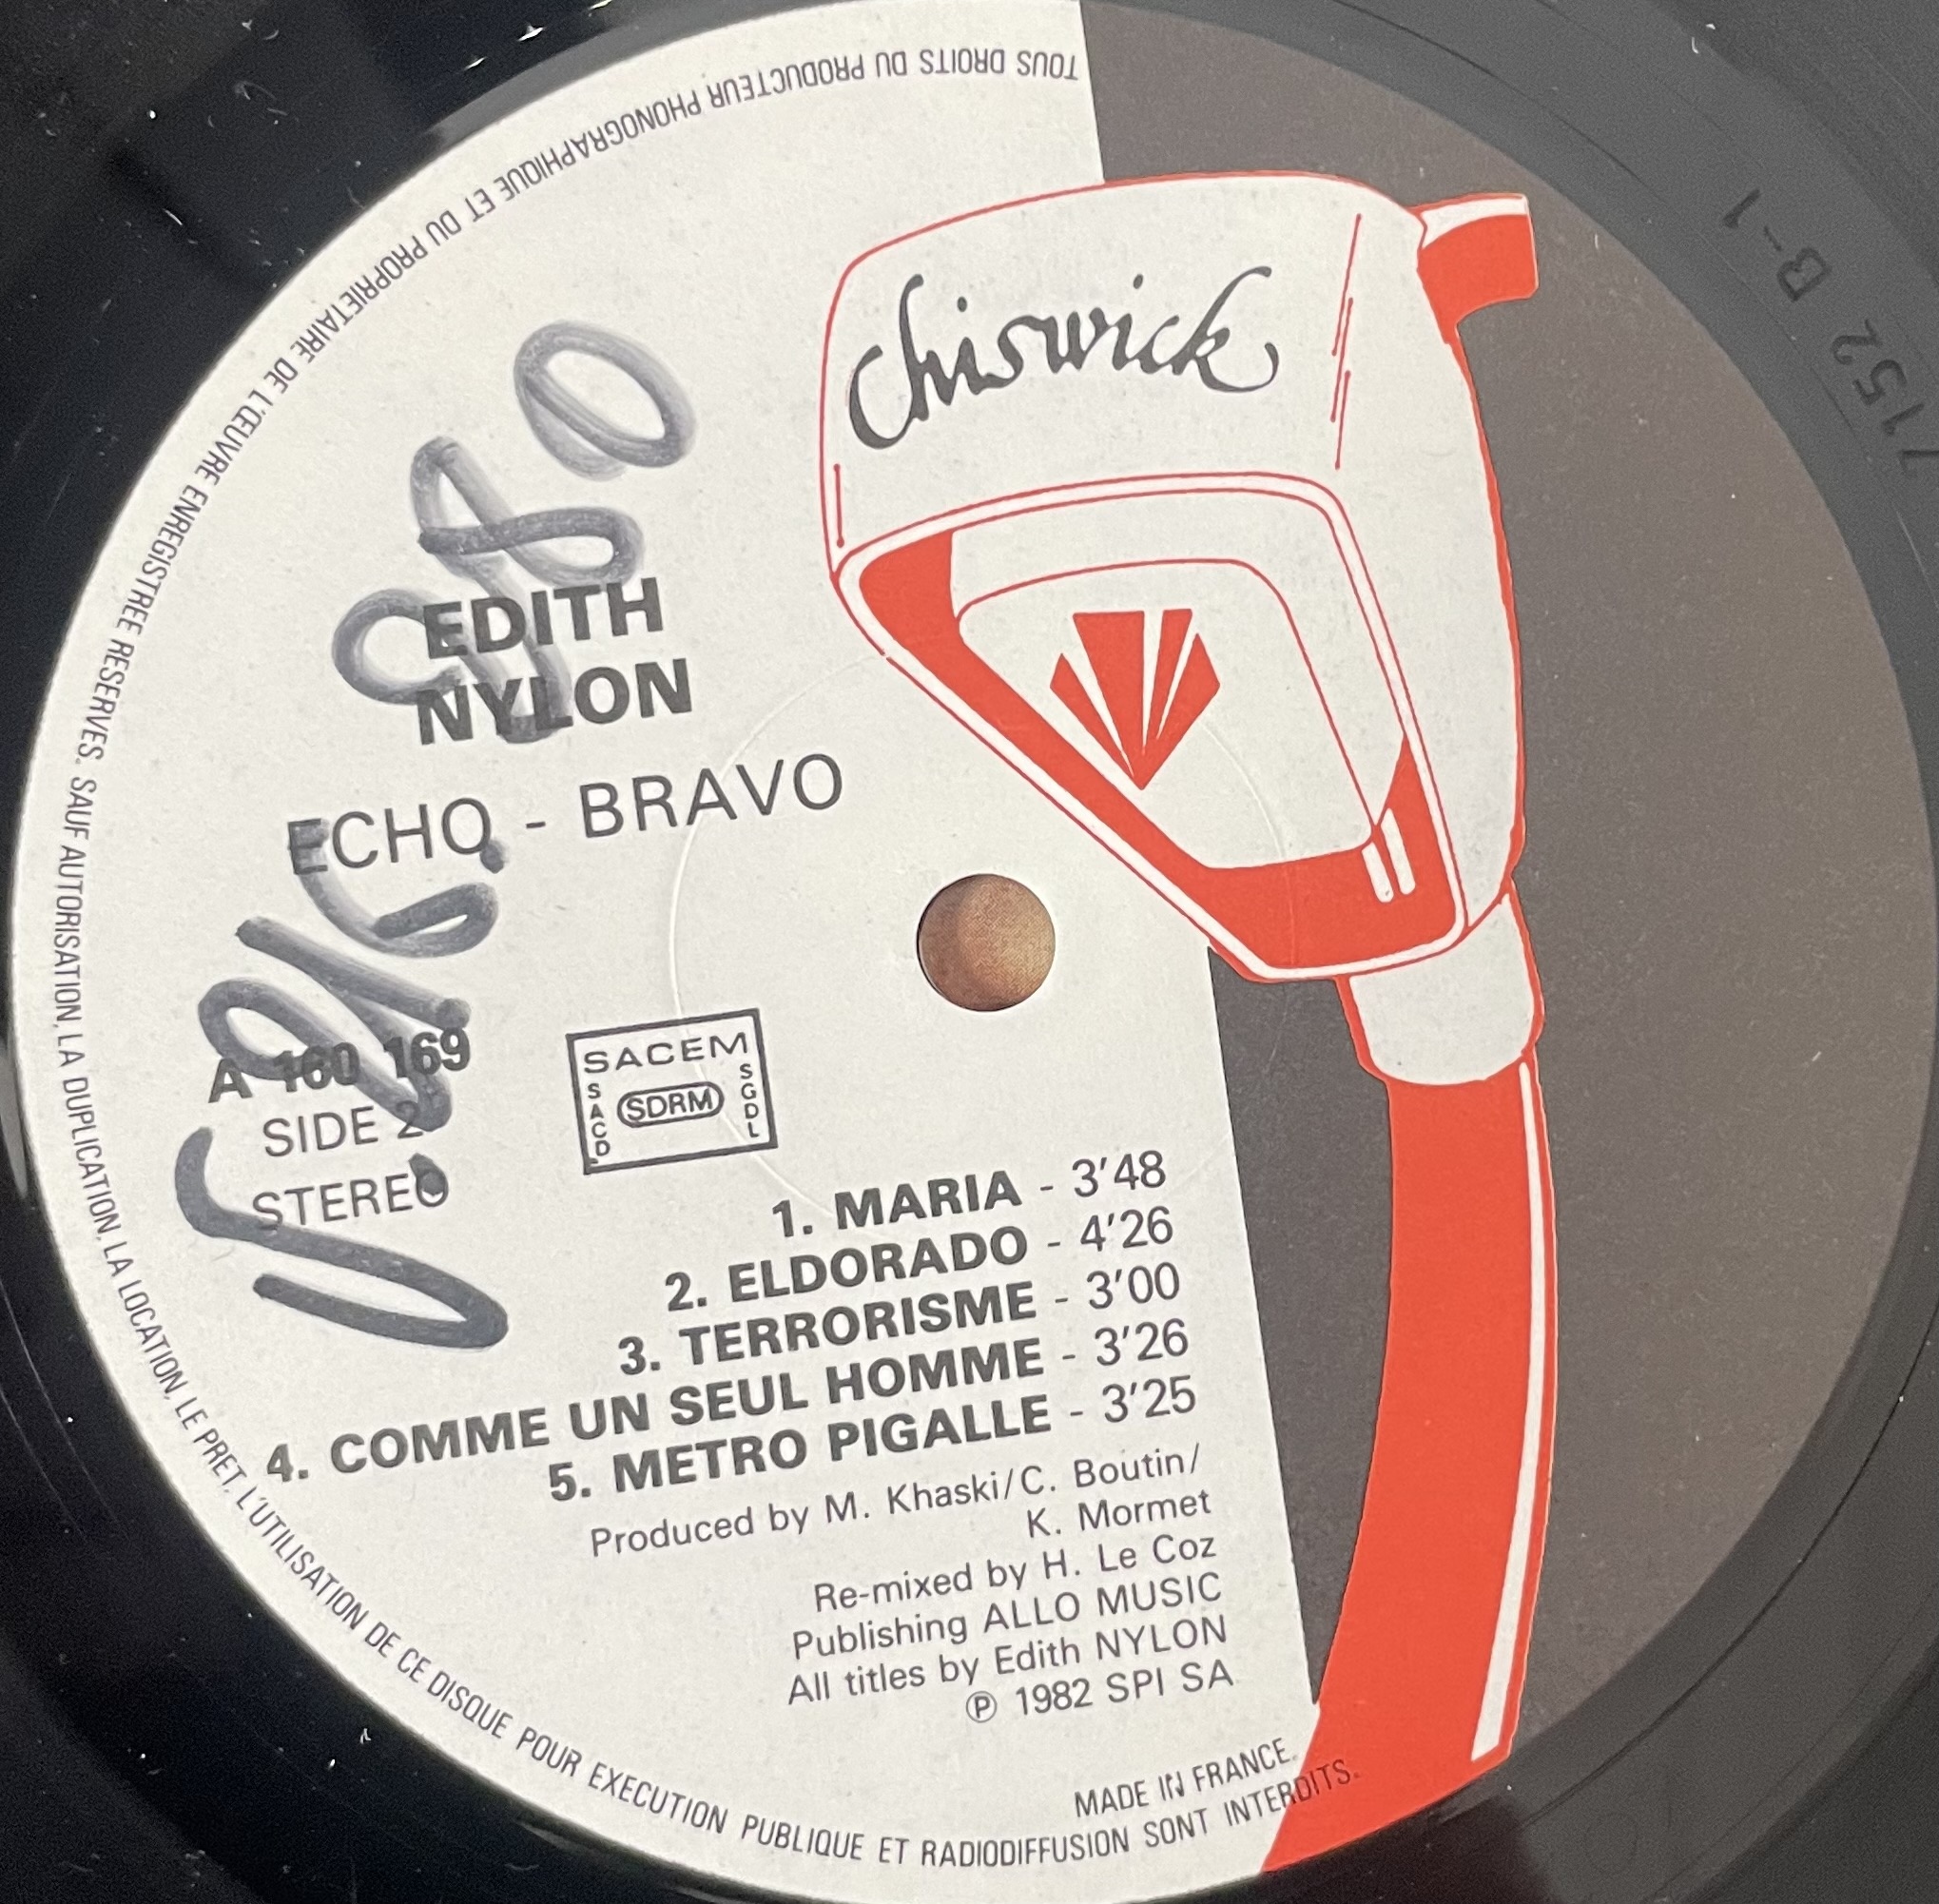 TOUS DROITS DU PRODUCTEUR PHONOGRAPHIQUE ET DU PROPRIETAIRE DE L'ŒUVRE ENREGISTREE RESERVES. SAUF AUTORISATION, LA DUPLICATION, LA LOCATION, LE PRET, L'UTILISATION DE CE DISQUE POUR EXECUTION PUBLIQUE ET RADIODIFFUSION SONT INTERDITS.
Chiswick
EDITH
NYLON
ECHO - BRAVO
A 160 169
SIDE 2
STEREO
SACEM
SACD
SDRM
SGDL
1. MARIA - 3'48
2. ELDORADO - 4'26
3. TERRORISME - 3'00
4. COMME UN SEUL HOMME - 3'26
5. METRO PIGALLE - 3'25
Produced by M. Khaski/C. Boutin/
K. Mormet
Re-mixed by H. Le Coz
Publishing ALLO MUSIC
All titles by Edith NYLON
℗ 1982 SPI SA
MADE IN FRANCE.
7152 B-1